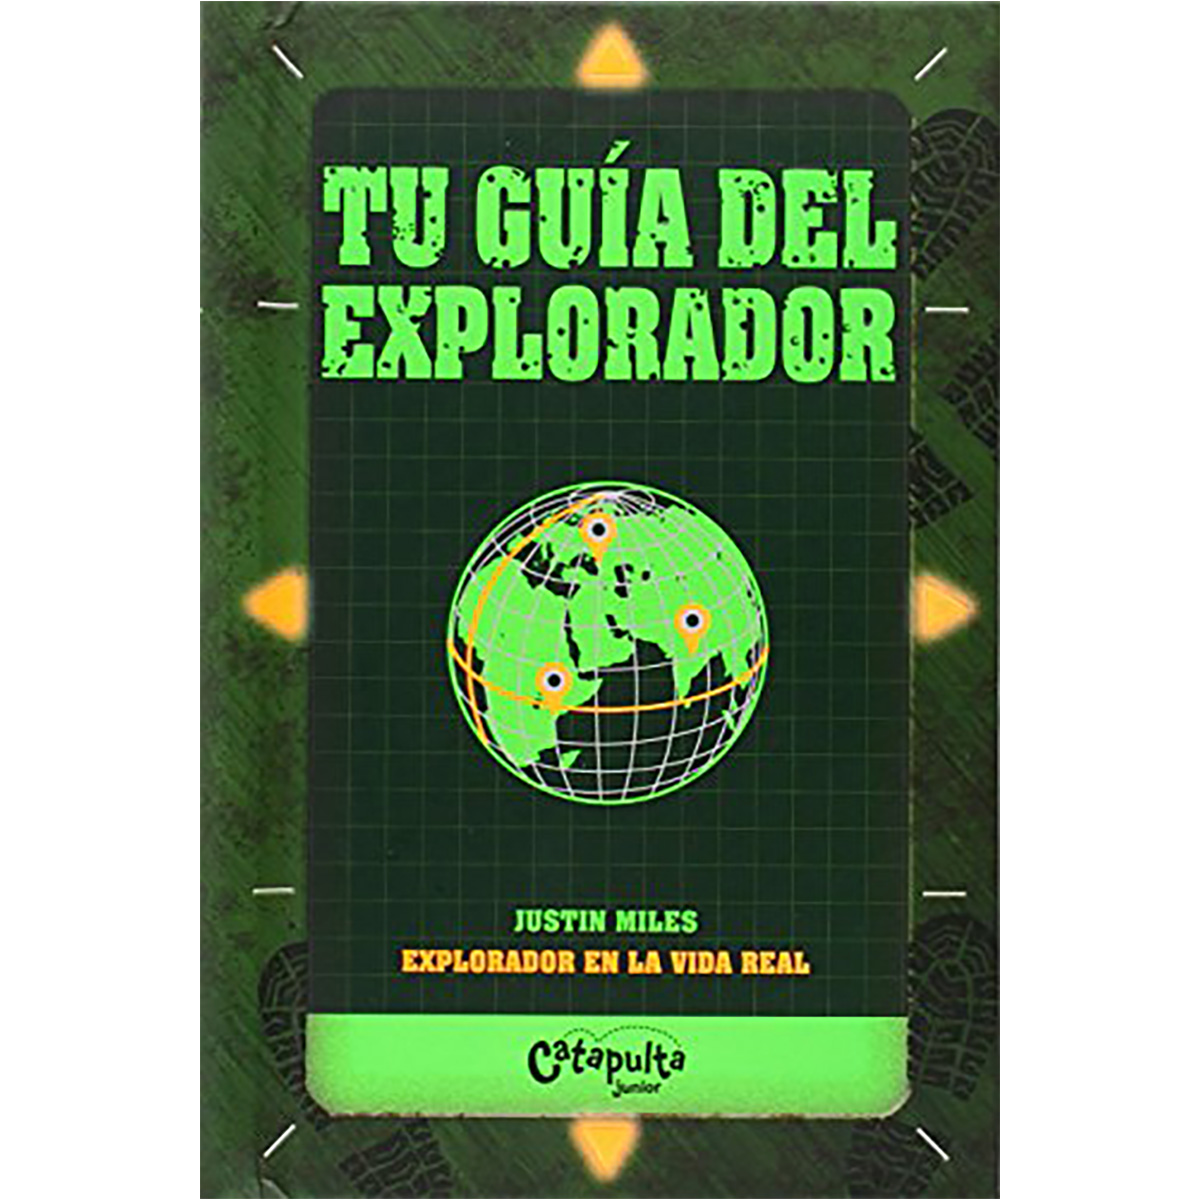 TU GUÍA DEL
EXPLORADOR
JUSTIN MILES
EXPLORADOR EN LA VIDA REAL
Catapulta
junior